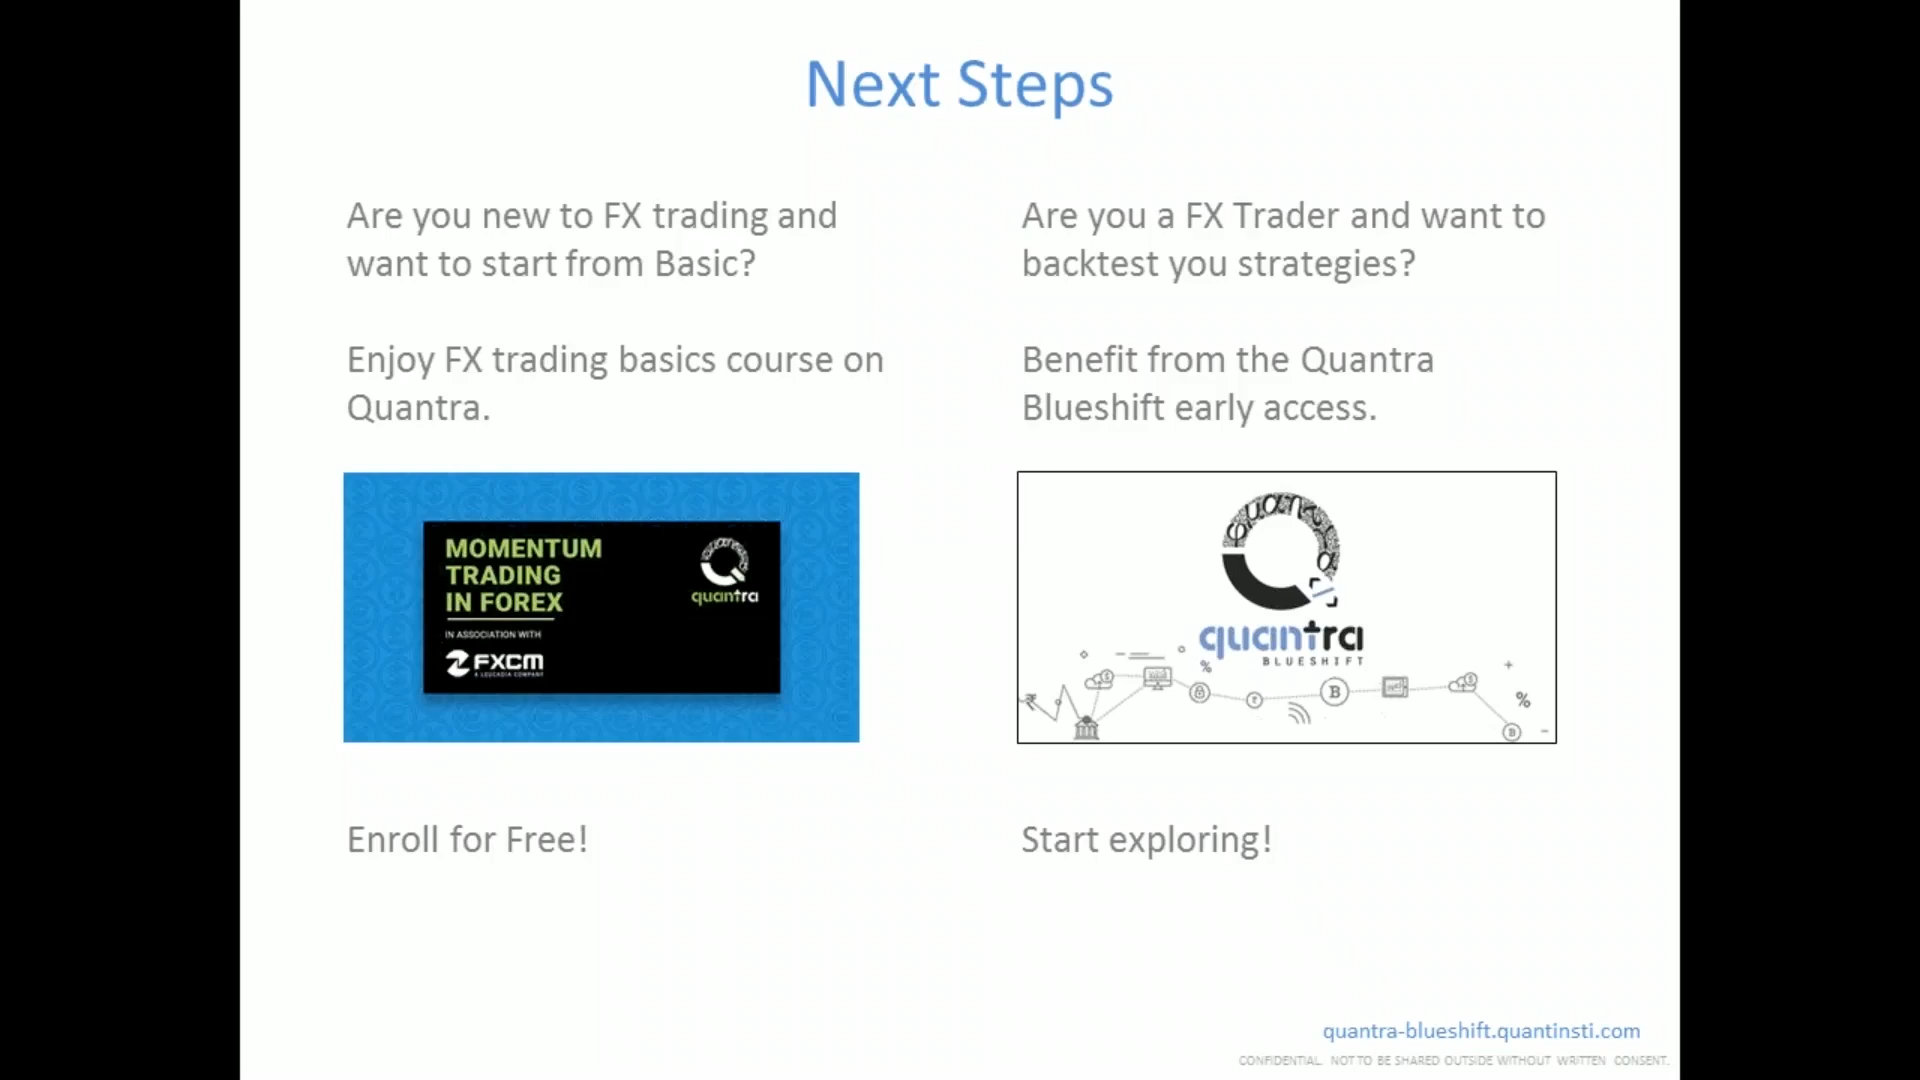 Next Steps
Are you new to FX trading and
want to start from Basic?
Enjoy FX trading basics course on
Quantra.
MOMENTUM
TRADING
IN FOREX
IN ASSOCIATION WITH
FXCM
A LEUCADIA COMPANY
quantra
Enroll for Free!
Are you a FX Trader and want to
backtest you strategies?
Benefit from the Quantra
Blueshift early access.
quantra
BLUESHIFT
Start exploring!
quantra-blueshift.quantinsti.com
CONFIDENTIAL. NOT TO BE SHARED OUTSIDE WITHOUT WRITTEN CONSENT.